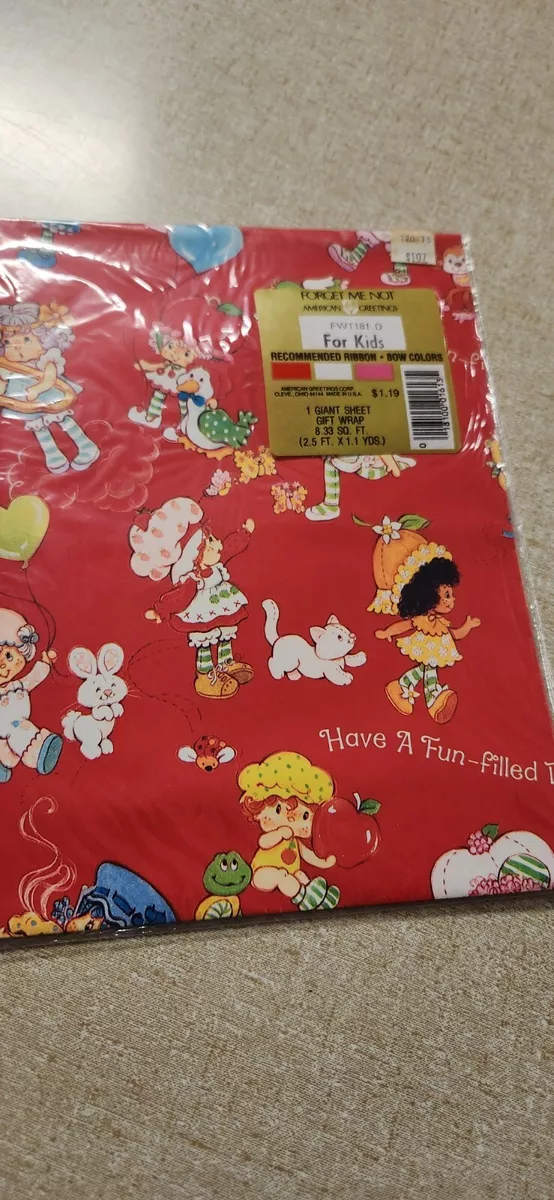 $107
FORGET ME NOT
AMERICAN GREETINGS
FW1181 D
For Kids
RECOMMENDED RIBBON • BOW COLORS
AMERICAN GREETINGS CORP.
CLEVE., OHIO 44144 MADE IN U.S.A.
$1.19
1 GIANT SHEET
GIFT WRAP
8.33 SQ. FT.
(2.5 FT. X 1.1 YDS.)
Have A Fun-filled